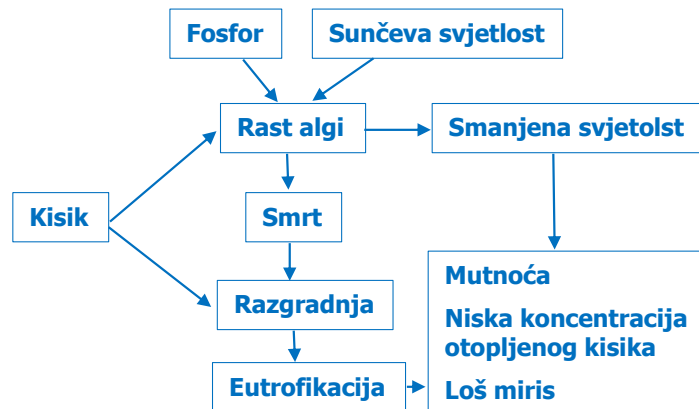 Fosfor
Sunčeva svjetlost
Rast algi
Smanjena svjetolst
Kisik
Smrt
Razgradnja
Eutrofikacija
Mutnoća
Niska koncentracija
otopljenog kisika
Loš miris